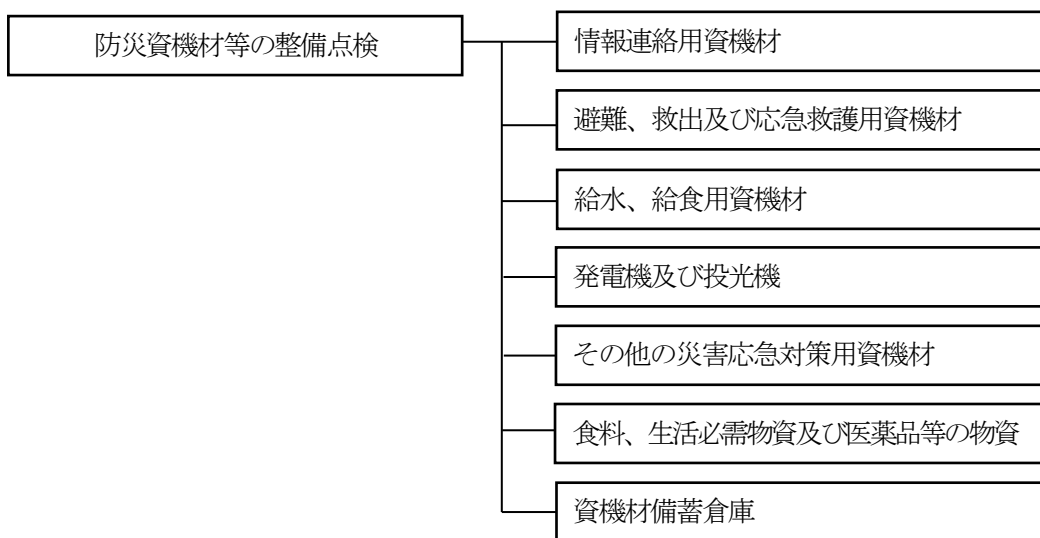 防災資機材等の整備点検
情報連絡用資機材
避難、救出及び応急救護用資機材
給水、給食用資機材
発電機及び投光機
その他の災害応急対策用資機材
食料、生活必需物資及び医薬品等の物資
資機材備蓄倉庫